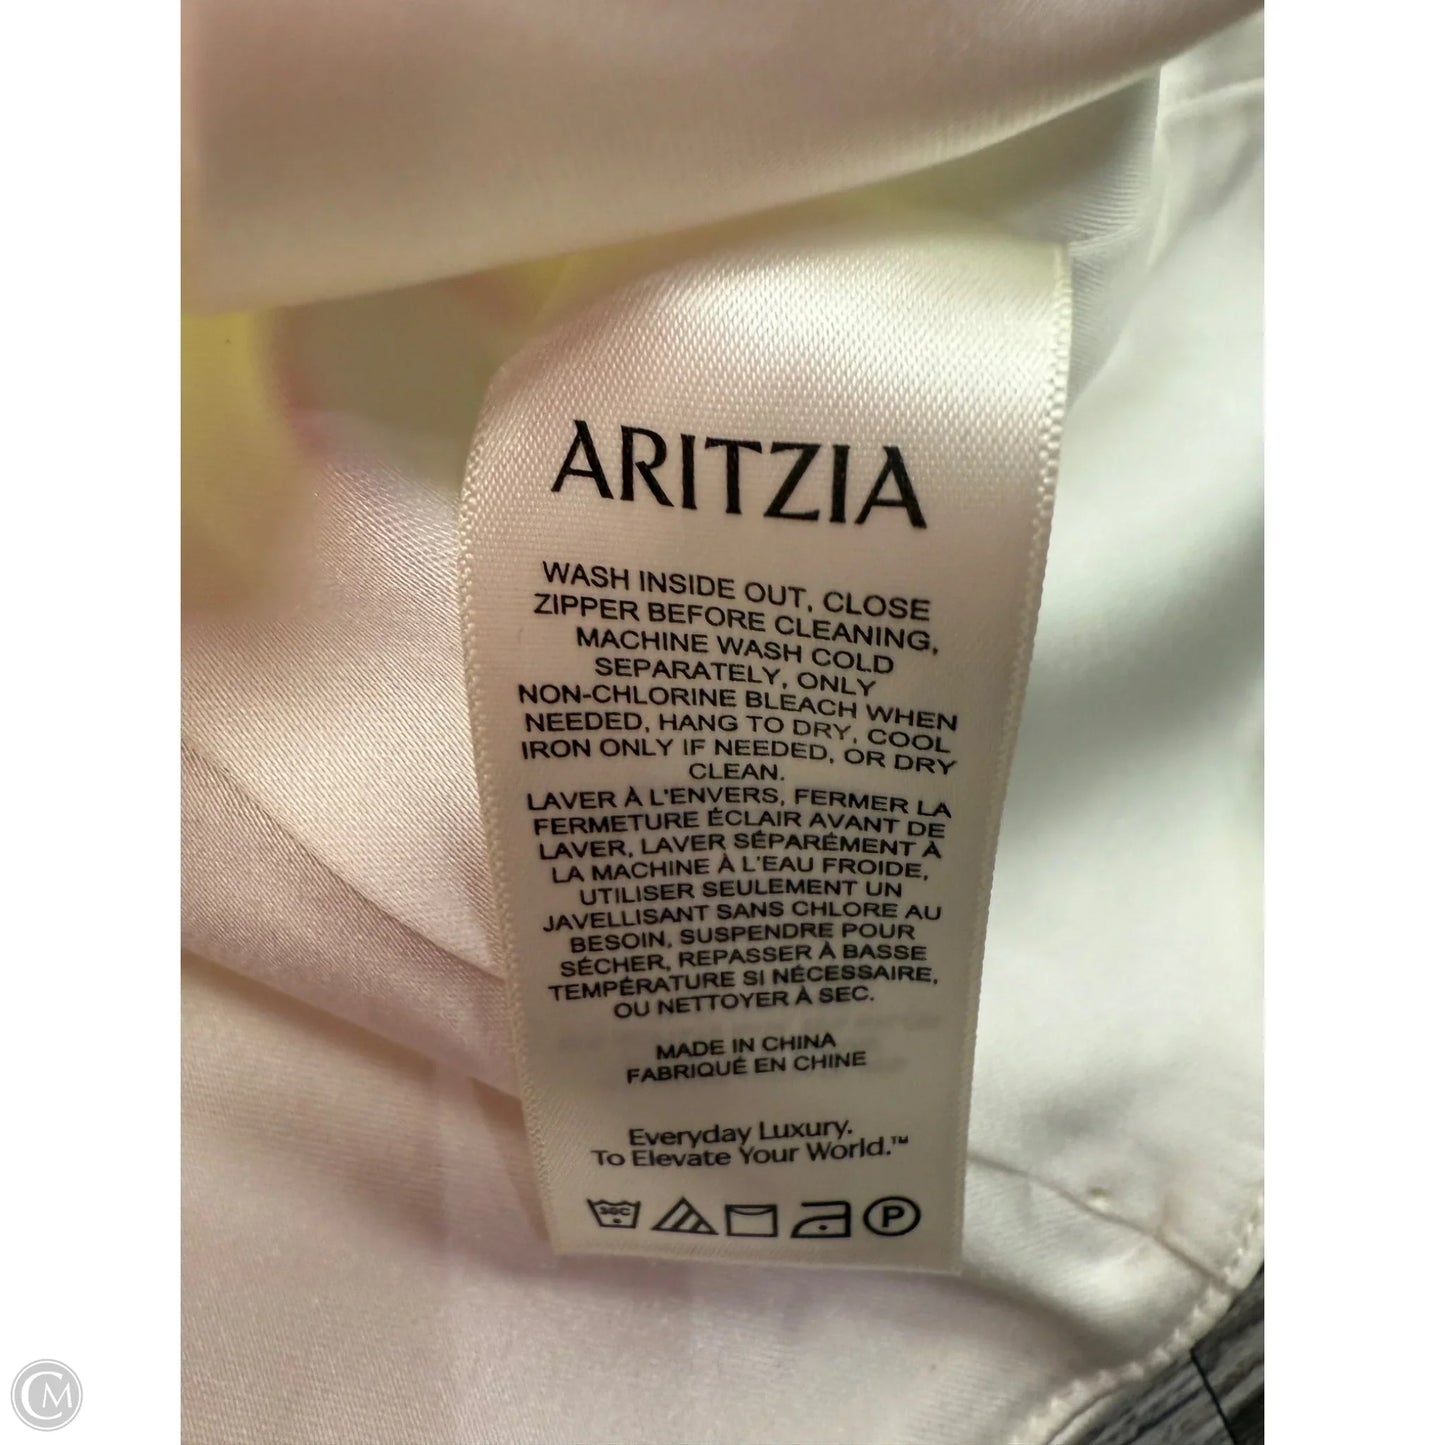 ARITZIA
WASH INSIDE OUT, CLOSE
ZIPPER BEFORE CLEANING,
MACHINE WASH COLD
SEPARATELY, ONLY
NON-CHLORINE BLEACH WHEN
NEEDED, HANG TO DRY, COOL
IRON ONLY IF NEEDED, OR DRY
CLEAN.
LAVER À L'ENVERS, FERMER LA
FERMETURE ÉCLAIR AVANT DE
LAVER, LAVER SÉPARÉMENT À
LA MACHINE À L'EAU FROIDE,
UTILISER SEULEMENT UN
JAVELLISANT SANS CHLORE AU
BESOIN, SUSPENDRE POUR
SÉCHER, REPASSER À BASSE
TEMPÉRATURE SI NÉCESSAIRE,
OU NETTOYER À SEC.
MADE IN CHINA
FABRIQUÉ EN CHINE
Everyday Luxury.
To Elevate Your World.™
30C P
CM